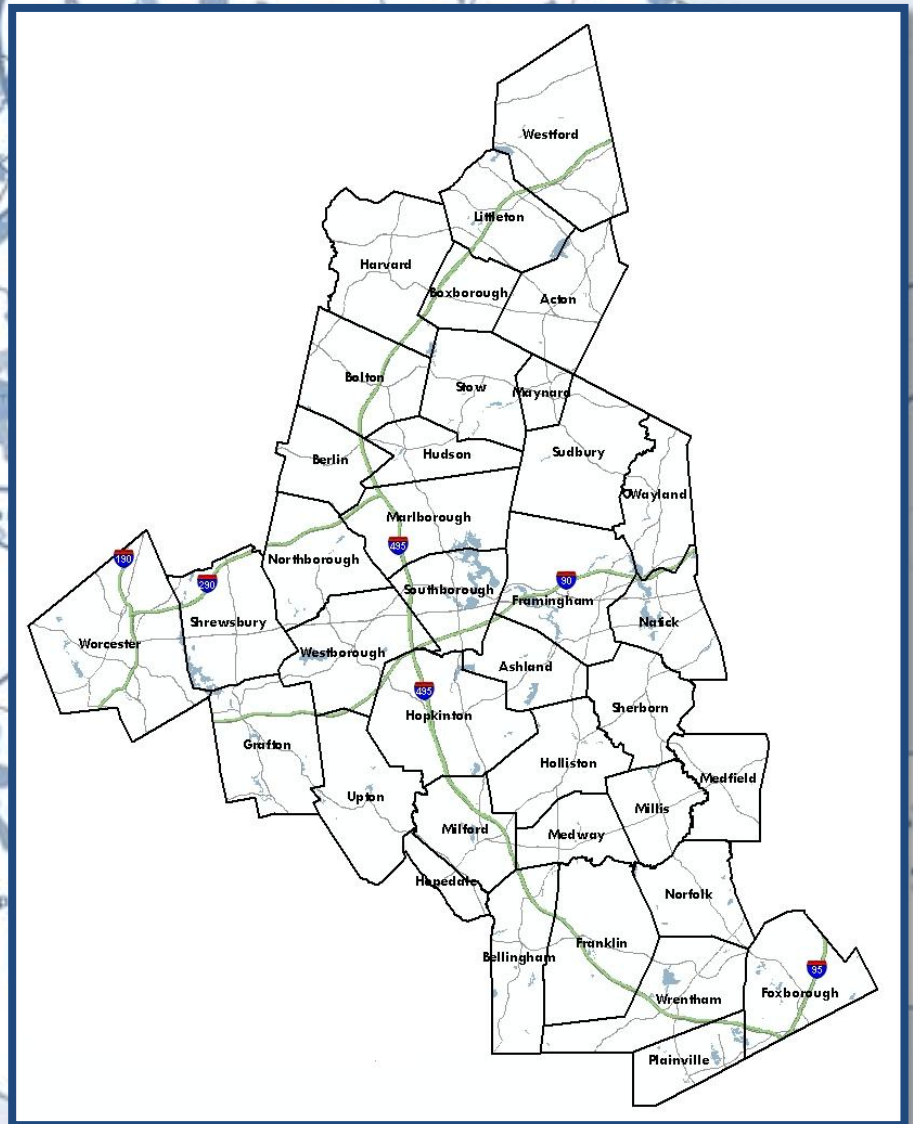 Westford
Littleton
Harvard
Boxborough
Acton
Bolton
Stow
Maynard
Berlin
Hudson
Sudbury
Wayland
Marlborough
495
190
Northborough
290
90
Southborough
Framingham
Shrewsbury
Natick
Worcester
Westborough
Ashland
495
Sherborn
Hopkinton
Grafton
Holliston
Medfield
Upton
Millis
Milford
Medway
Hopedale
Norfolk
Franklin
Bellingham
95
Foxborough
Wrentham
Plainville